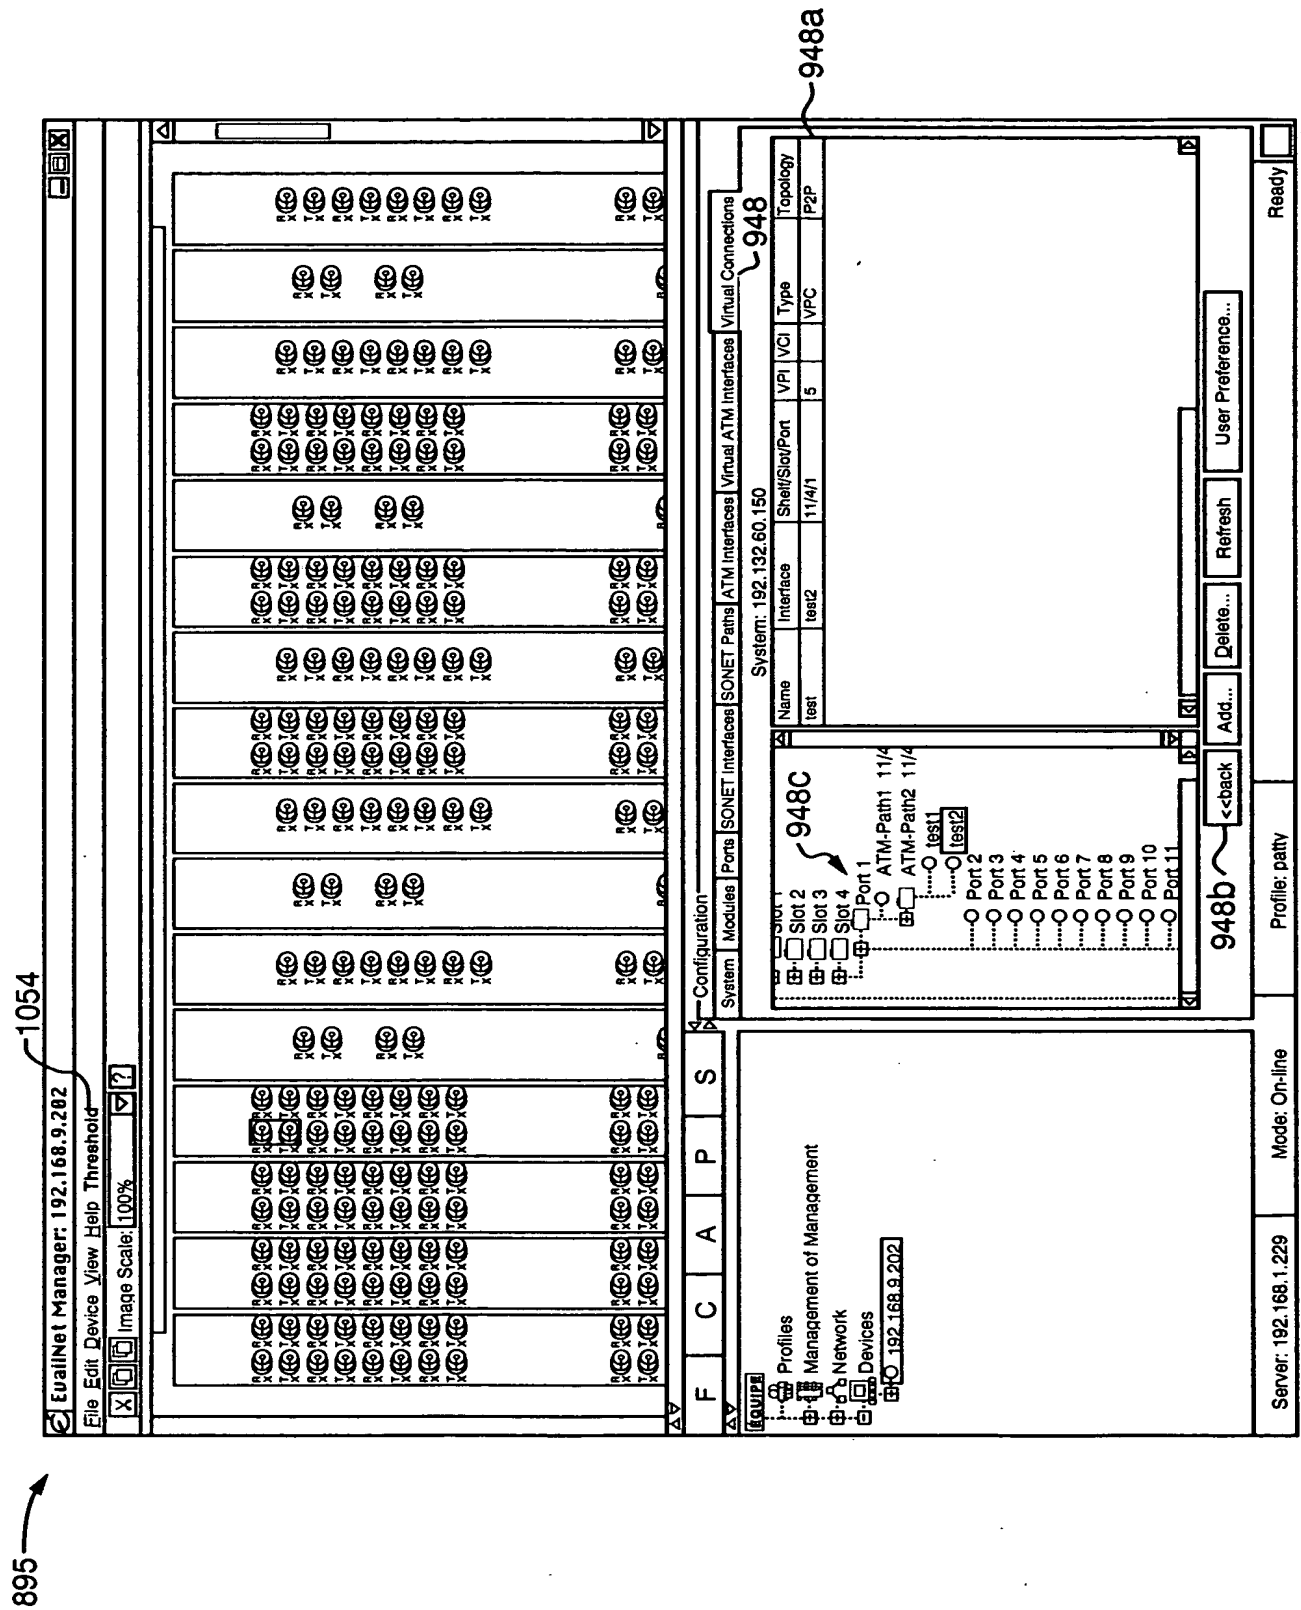 895
1054
EuallNet Manager: 192.168.9.202
File Edit Device View Help Threshold
Image Scale: 100% ?
F C A P S
EQUIPE
Profiles
Management of Management
Network
Devices
192.168.9.202
Configuration
System Modules Ports SONET Interfaces SONET Paths ATM Interfaces Virtual ATM Interfaces Virtual Connections
948
System: 192.132.60.150
Slot 1
Slot 2
Slot 3
Slot 4
Port 1
ATM-Path1 11/4
ATM-Path2 11/4
test1
test2
Port 2
Port 3
Port 4
Port 5
Port 6
Port 7
Port 8
Port 9
Port 10
Port 11
948C
Name Interface Shelf/Slot/Port VPI VCI Type Topology
test test2 11/4/1 5 VPC P2P
948a
948b
<<back Add... Delete... Refresh User Preference...
Server: 192.168.1.229 Mode: On-line Profile: patty Ready